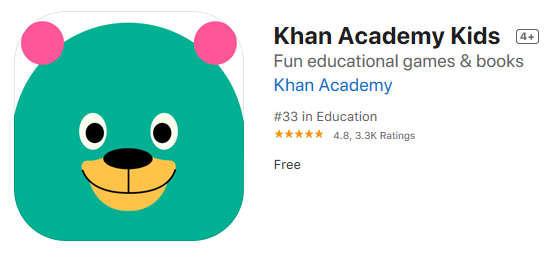 Khan Academy Kids 4+
Fun educational games & books
Khan Academy
#33 in Education
★★★★★ 4.8, 3.3K Ratings
Free